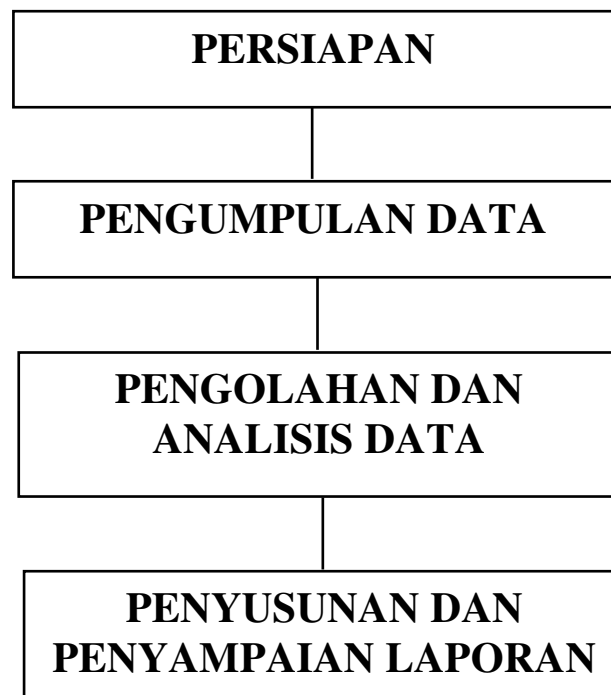 PERSIAPAN
PENGUMPULAN DATA
PENGOLAHAN DAN
ANALISIS DATA
PENYUSUNAN DAN
PENYAMPAIAN LAPORAN